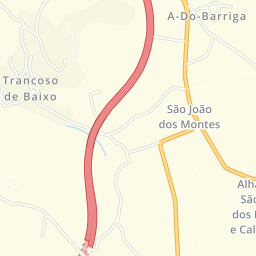 A-Do-Barriga
Trancoso
de Baixo
São João
dos Montes
Alha
São
dos
e Cal